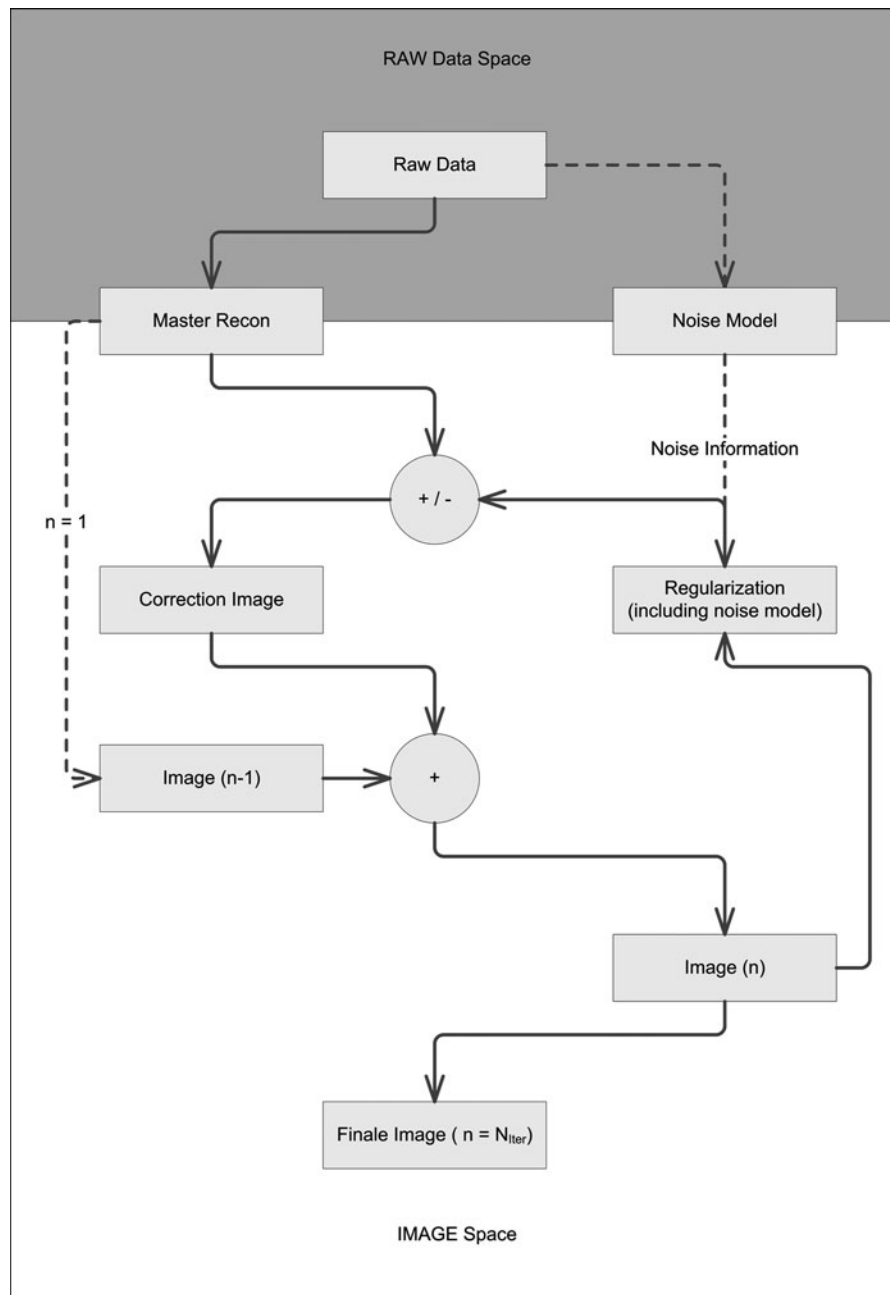 RAW Data Space
Raw Data
Master Recon
Noise Model
Noise Information
+ / -
n = 1
Correction Image
Regularization
(including noise model)
Image (n-1)
+
Image (n)
Finale Image ( n = N_Iter)
IMAGE Space